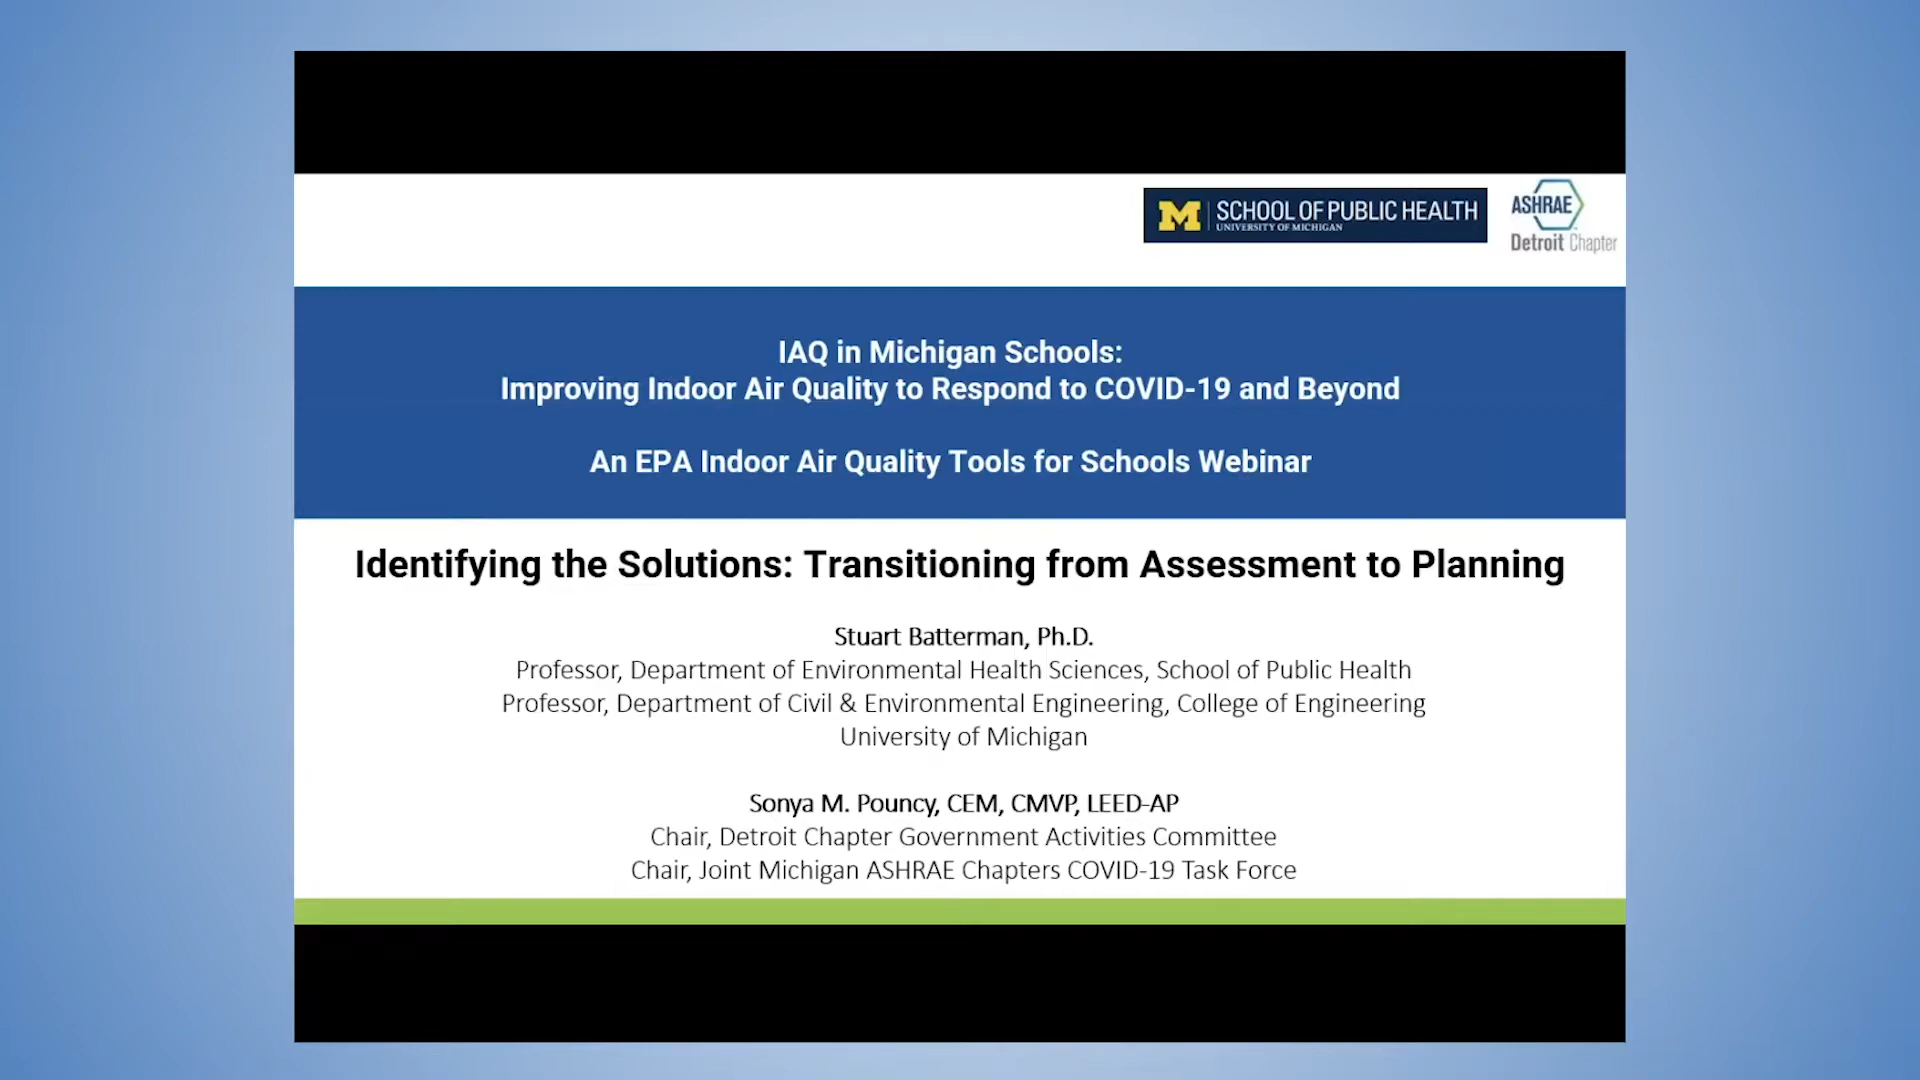 M SCHOOL OF PUBLIC HEALTH
UNIVERSITY OF MICHIGAN
ASHRAE
Detroit Chapter
IAQ in Michigan Schools:
Improving Indoor Air Quality to Respond to COVID-19 and Beyond
An EPA Indoor Air Quality Tools for Schools Webinar
Identifying the Solutions: Transitioning from Assessment to Planning
Stuart Batterman, Ph.D.
Professor, Department of Environmental Health Sciences, School of Public Health
Professor, Department of Civil & Environmental Engineering, College of Engineering
University of Michigan
Sonya M. Pouncy, CEM, CMVP, LEED-AP
Chair, Detroit Chapter Government Activities Committee
Chair, Joint Michigan ASHRAE Chapters COVID-19 Task Force